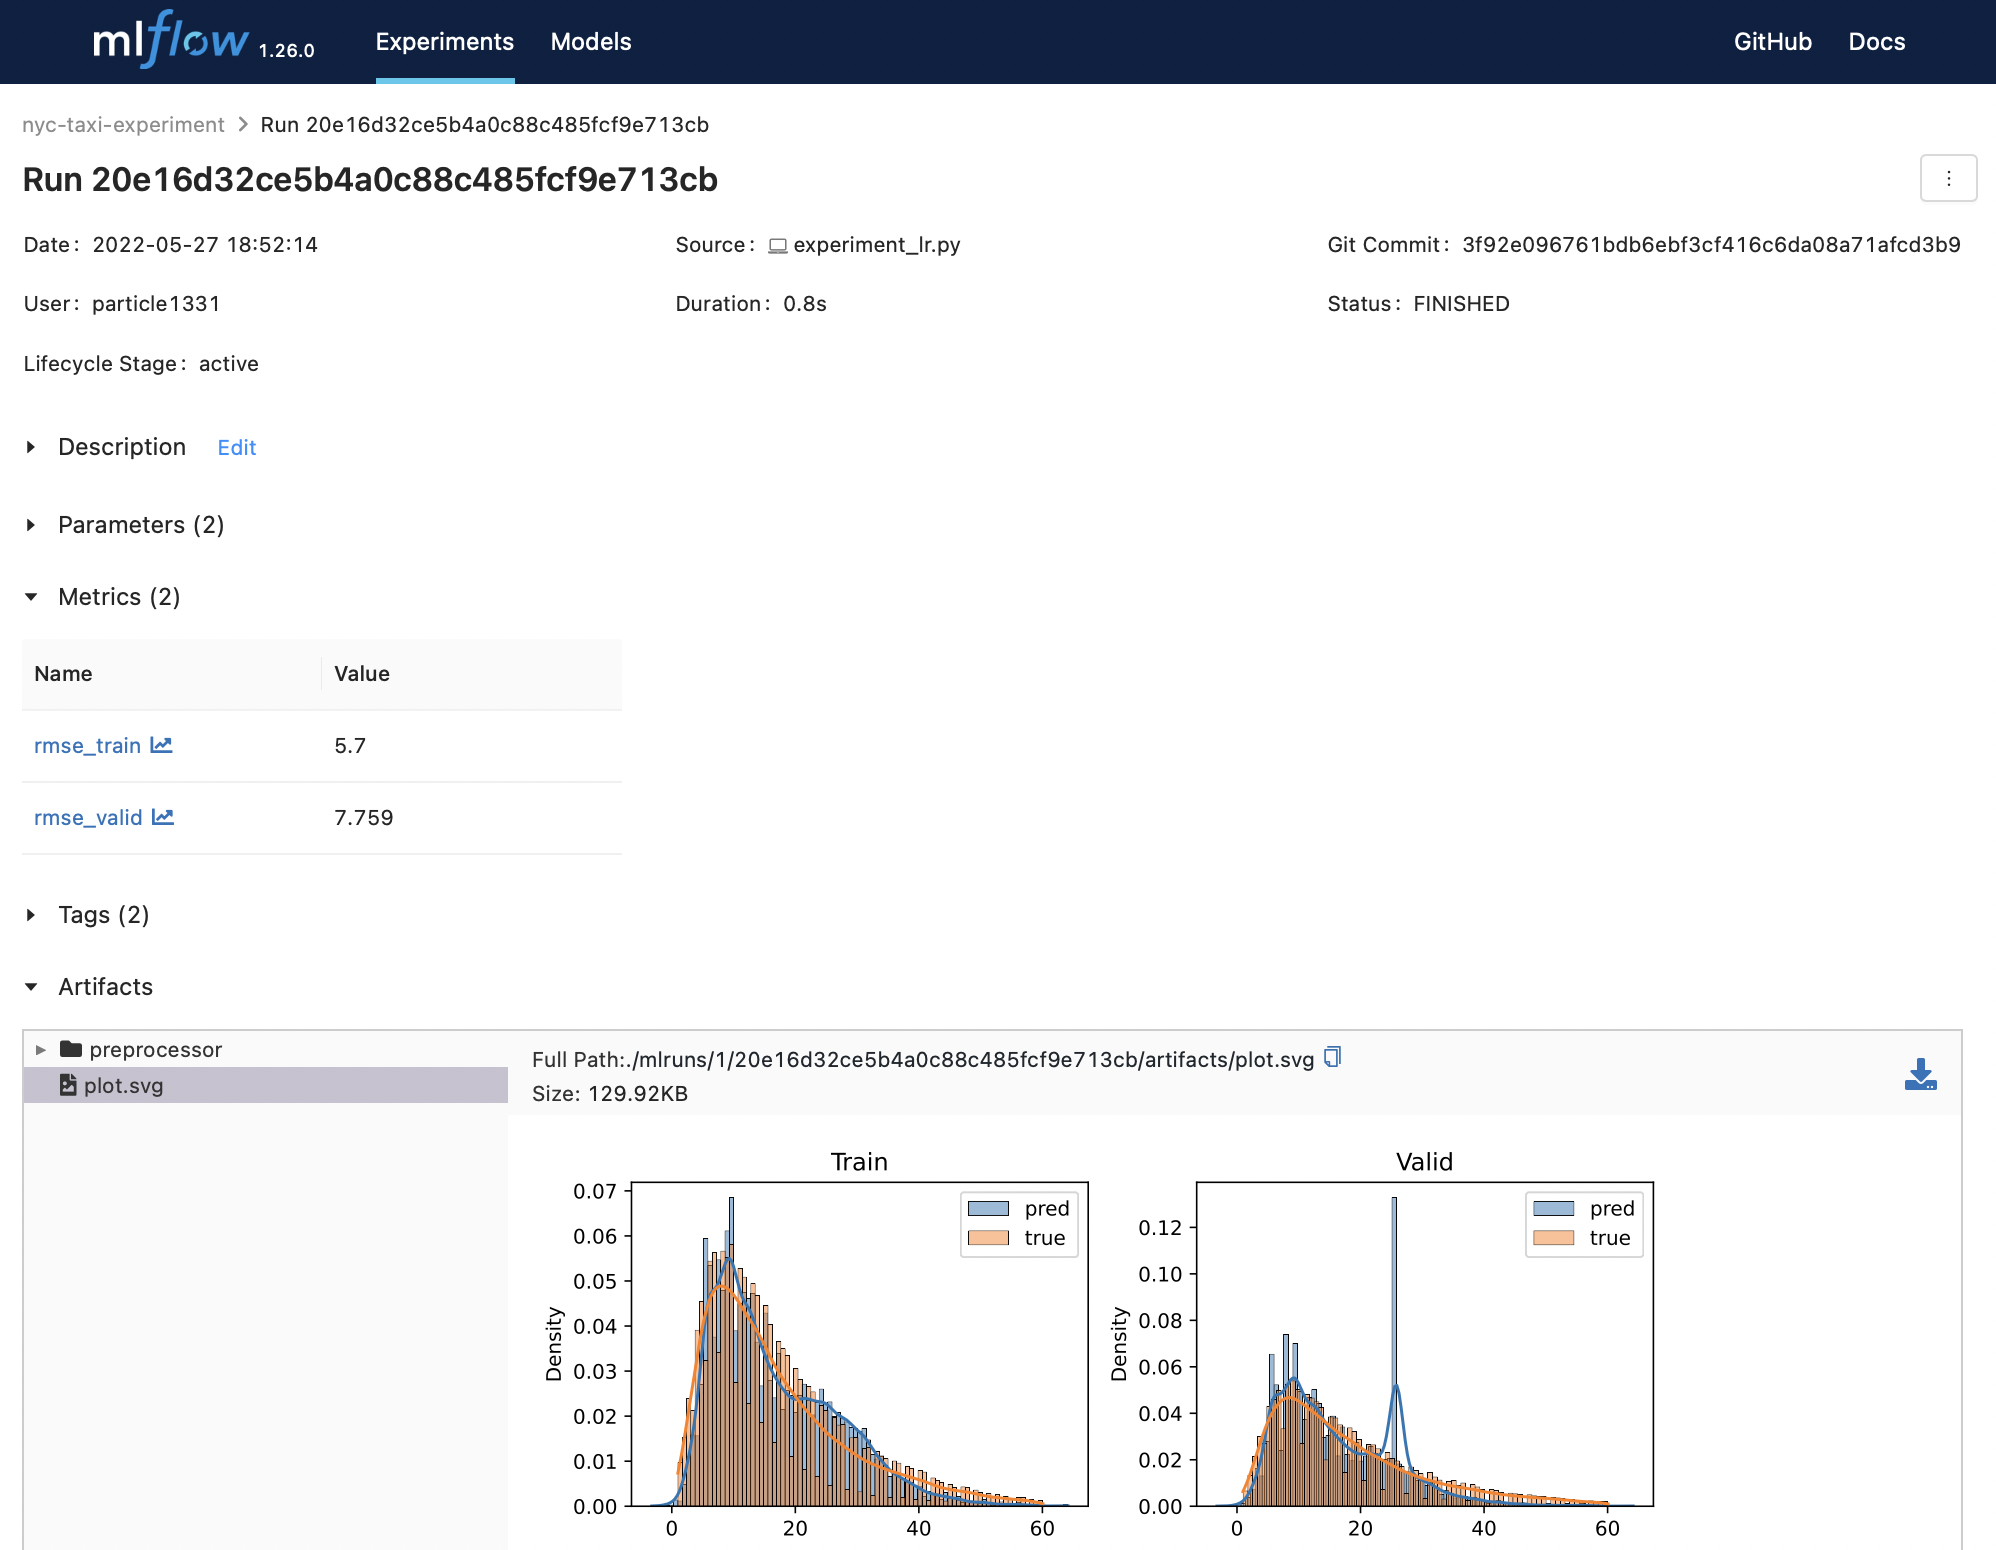 mlflow 1.26.0 Experiments Models GitHub Docs
nyc-taxi-experiment > Run 20e16d32ce5b4a0c88c485fcf9e713cb
Run 20e16d32ce5b4a0c88c485fcf9e713cb
Date: 2022-05-27 18:52:14
Source: experiment_lr.py
Git Commit: 3f92e096761bdb6ebf3cf416c6da08a71afcd3b9
User: particle1331
Duration: 0.8s
Status: FINISHED
Lifecycle Stage: active
Description Edit
Parameters (2)
Metrics (2)
Name Value
rmse_train 5.7
rmse_valid 7.759
Tags (2)
Artifacts
preprocessor
plot.svg
Full Path:./mlruns/1/20e16d32ce5b4a0c88c485fcf9e713cb/artifacts/plot.svg
Size: 129.92KB
Train
0.07
0.06
0.05
0.04
0.03
0.02
0.01
0.00
Density
pred
true
0 20 40 60
Valid
0.12
0.10
0.08
0.06
0.04
0.02
0.00
Density
pred
true
0 20 40 60